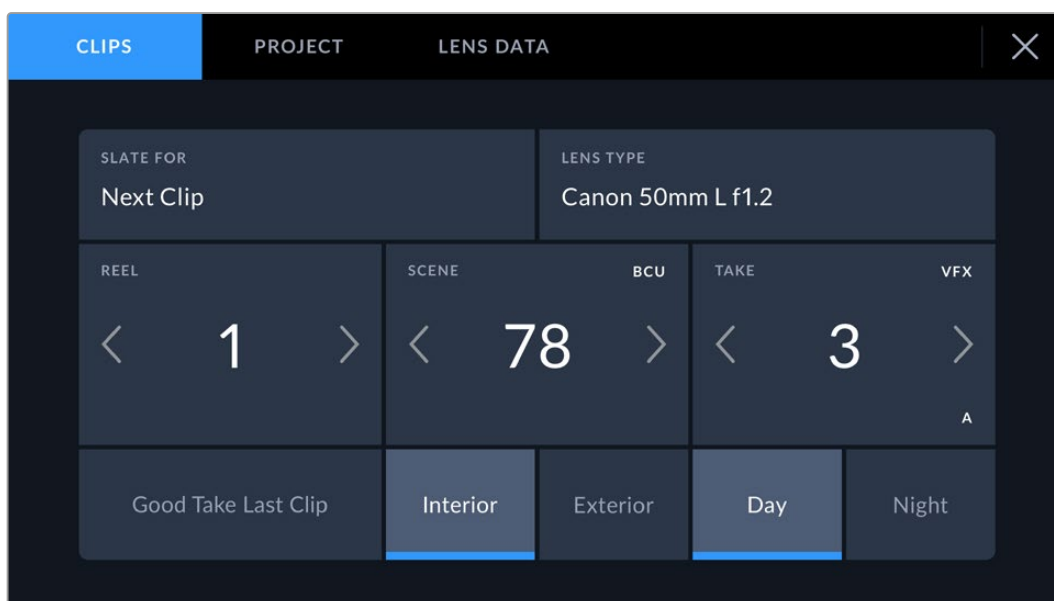 CLIPS PROJECT LENS DATA
SLATE FOR LENS TYPE
Next Clip Canon 50mm L f1.2
REEL SCENE BCU TAKE VFX
1 78 3
A
Good Take Last Clip Interior Exterior Day Night